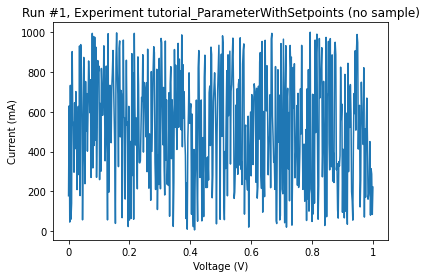 Run #1, Experiment tutorial_ParameterWithSetpoints (no sample)
Current (mA)
1000
800
600
400
200
0
0 0.2 0.4 0.6 0.8 1
Voltage (V)